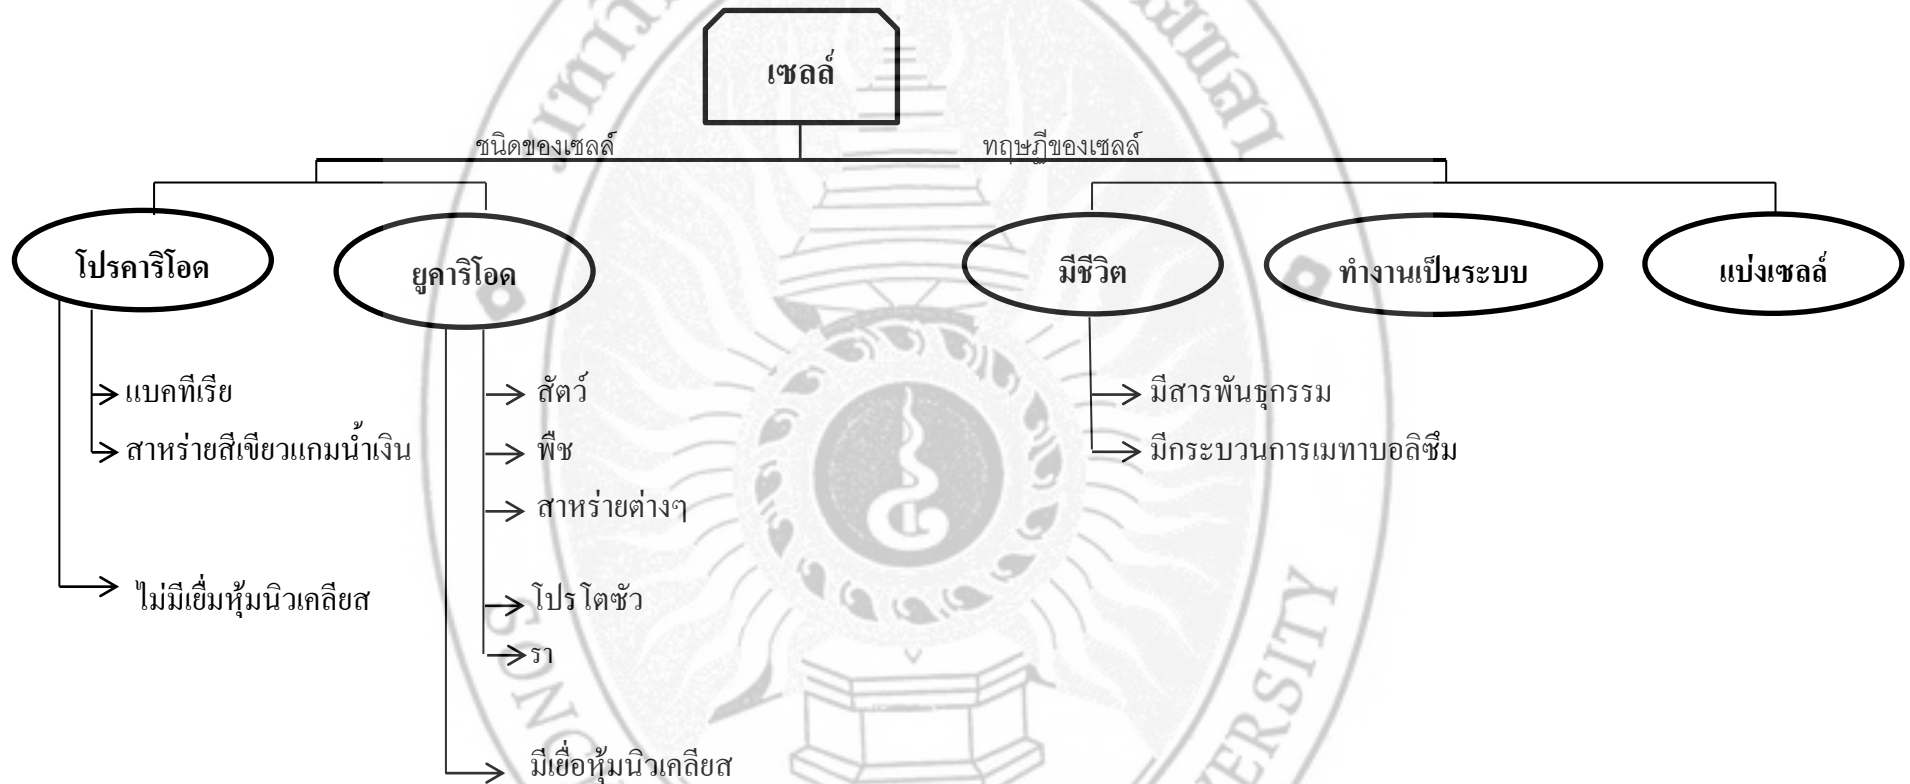 เซลล์
ชนิดของเซลล์
ทฤษฎีของเซลล์
โปรคาริโอด
ยูคาริโอด
มีชีวิต
ทำงานเป็นระบบ
แบ่งเซลล์
แบคทีเรีย
สาหร่ายสีเขียวแกมน้ำเงิน
ไม่มีเยื่มหุ้มนิวเคลียส
สัตว์
พืช
สาหร่ายต่างๆ
โปรโตซัว
รา
มีเยื่อหุ้มนิวเคลียส
มีสารพันธุกรรม
มีกระบวนการเมทาบอลิซึม